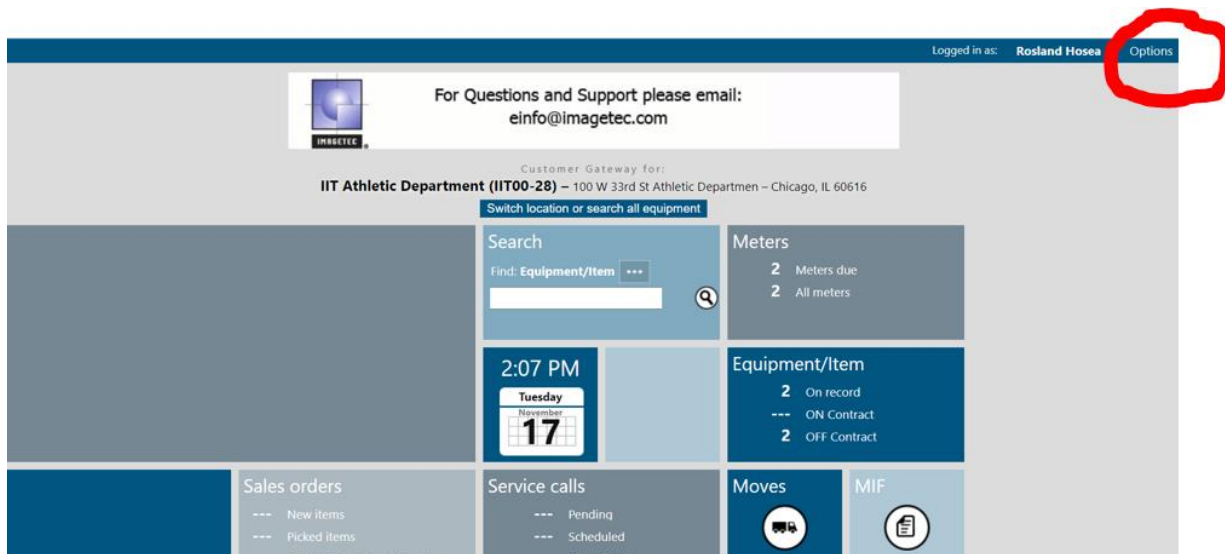 Logged in as: Rosland Hosea Options
For Questions and Support please email:
einfo@imagetec.com
IMAGETEC
Customer Gateway for:
IIT Athletic Department (IIT00-28) – 100 W 33rd St Athletic Departmen – Chicago, IL 60616
Switch location or search all equipment
Search
Find: Equipment/Item ...
Meters
2 Meters due
2 All meters
2:07 PM
Tuesday
November
17
Equipment/Item
2 On record
--- ON Contract
2 OFF Contract
Sales orders
--- New items
--- Picked items
Service calls
--- Pending
--- Scheduled
Moves
MIF